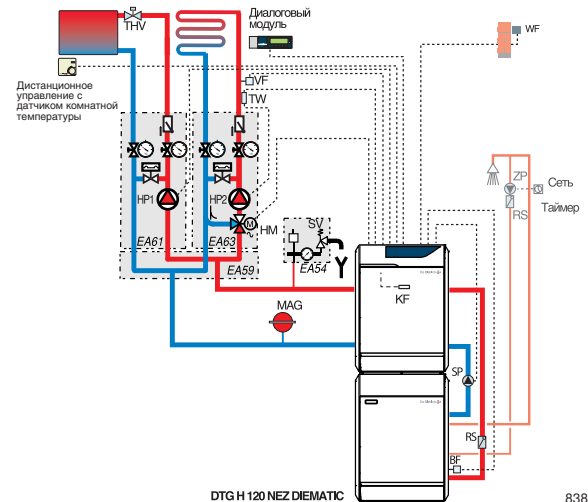 THV
Диалоговый
модуль
WF
Дистанционное
управление с
датчиком комнатной
температуры
VF
TW
ZP
Сеть
RS
Таймер
HP1
HP2
M
HM
SV
EA61
EA63
EA59
EA54
KF
MAG
SP
RS
BF
DTG H 120 NEZ DIEMATIC
838